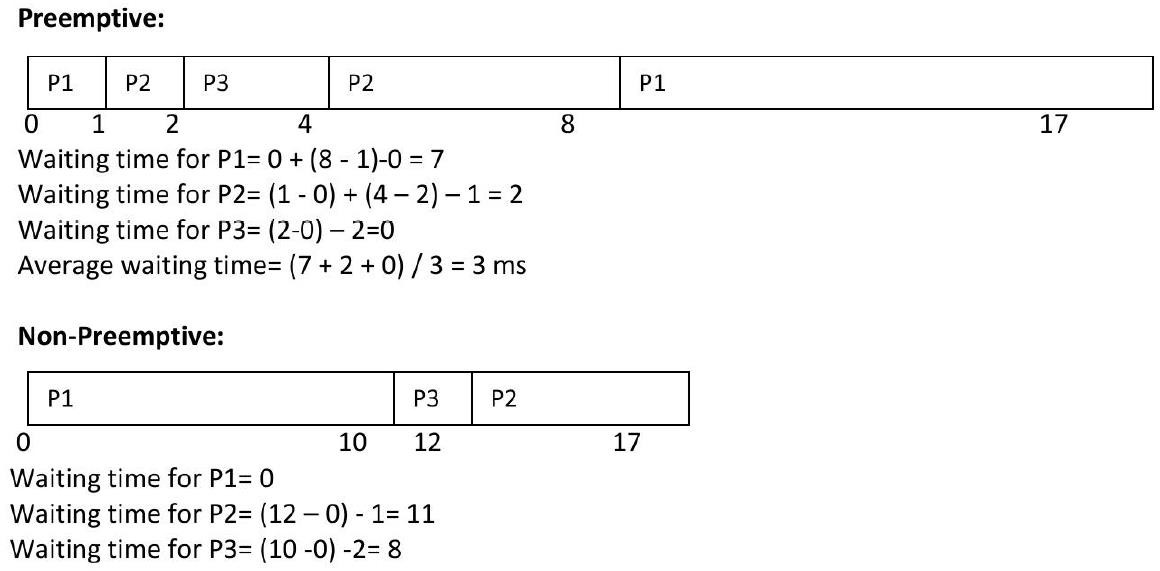 Preemptive:
P1 P2 P3 P2 P1
0 1 2 4 8 17
Waiting time for P1= 0 + (8 - 1)-0 = 7
Waiting time for P2= (1 - 0) + (4 – 2) – 1 = 2
Waiting time for P3= (2-0) – 2=0
Average waiting time= (7 + 2 + 0) / 3 = 3 ms
Non-Preemptive:
P1 P3 P2
0 10 12 17
Waiting time for P1= 0
Waiting time for P2= (12 – 0) - 1= 11
Waiting time for P3= (10 -0) -2= 8